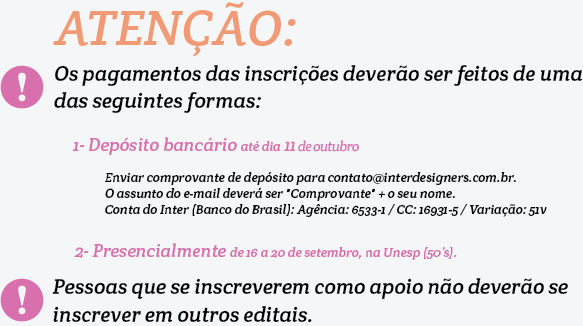 ATENÇÃO:
Os pagamentos das inscrições deverão ser feitos de uma
das seguintes formas:
1- Depósito bancário até dia 11 de outubro
Enviar comprovante de depósito para contato@interdesigners.com.br.
O assunto do e-mail deverá ser "Comprovante" + o seu nome.
Conta do Inter (Banco do Brasil): Agência: 6533-1 / CC: 16931-5 / Variação: 51v
2- Presencialmente de 16 a 20 de setembro, na Unesp (50's).
Pessoas que se inscreverem como apoio não deverão se
inscrever em outros editais.